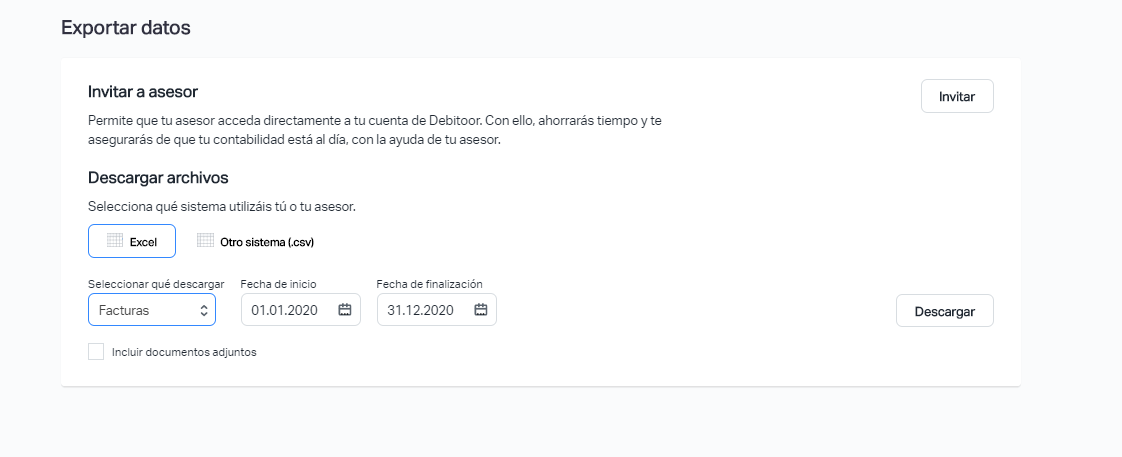 Exportar datos
Invitar a asesor
Invitar
Permite que tu asesor acceda directamente a tu cuenta de Debitoor. Con ello, ahorrarás tiempo y te
asegurarás de que tu contabilidad está al día, con la ayuda de tu asesor.
Descargar archivos
Selecciona qué sistema utilizáis tú o tu asesor.
Excel Otro sistema (.csv)
Seleccionar qué descargar Fecha de inicio Fecha de finalización
Facturas 01.01.2020 31.12.2020 Descargar
Incluir documentos adjuntos